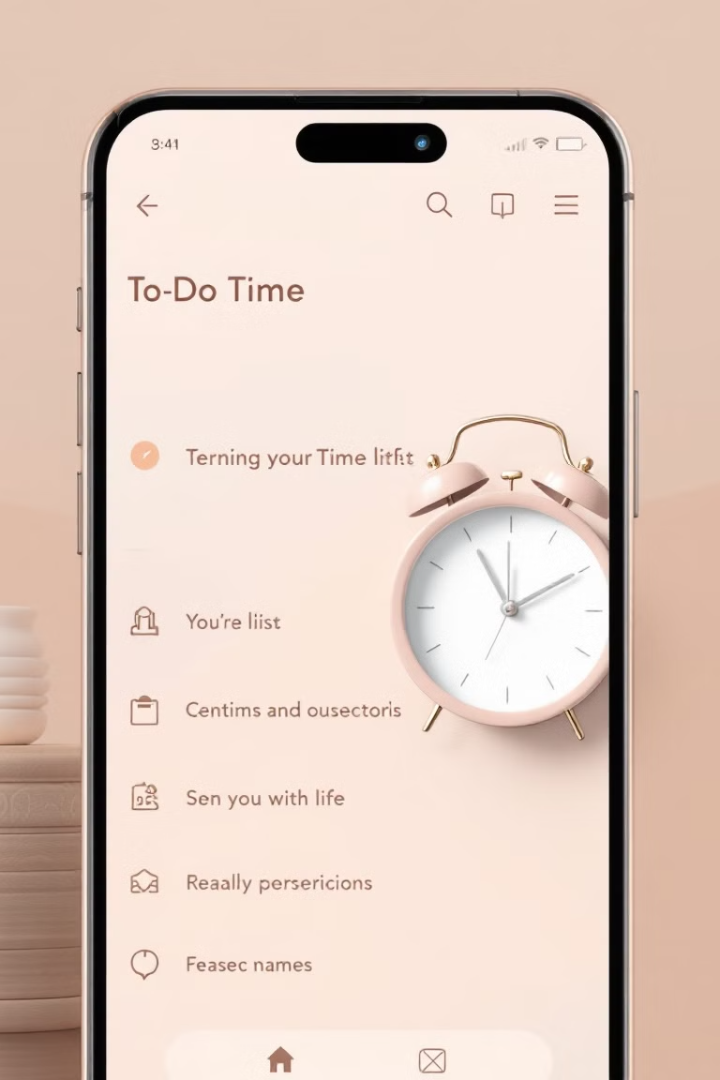 3:41
To-Do Time
Terning your Time
You're liist
Centims and ousectoris
Sen you with life
Reaally persericions
Feasec names